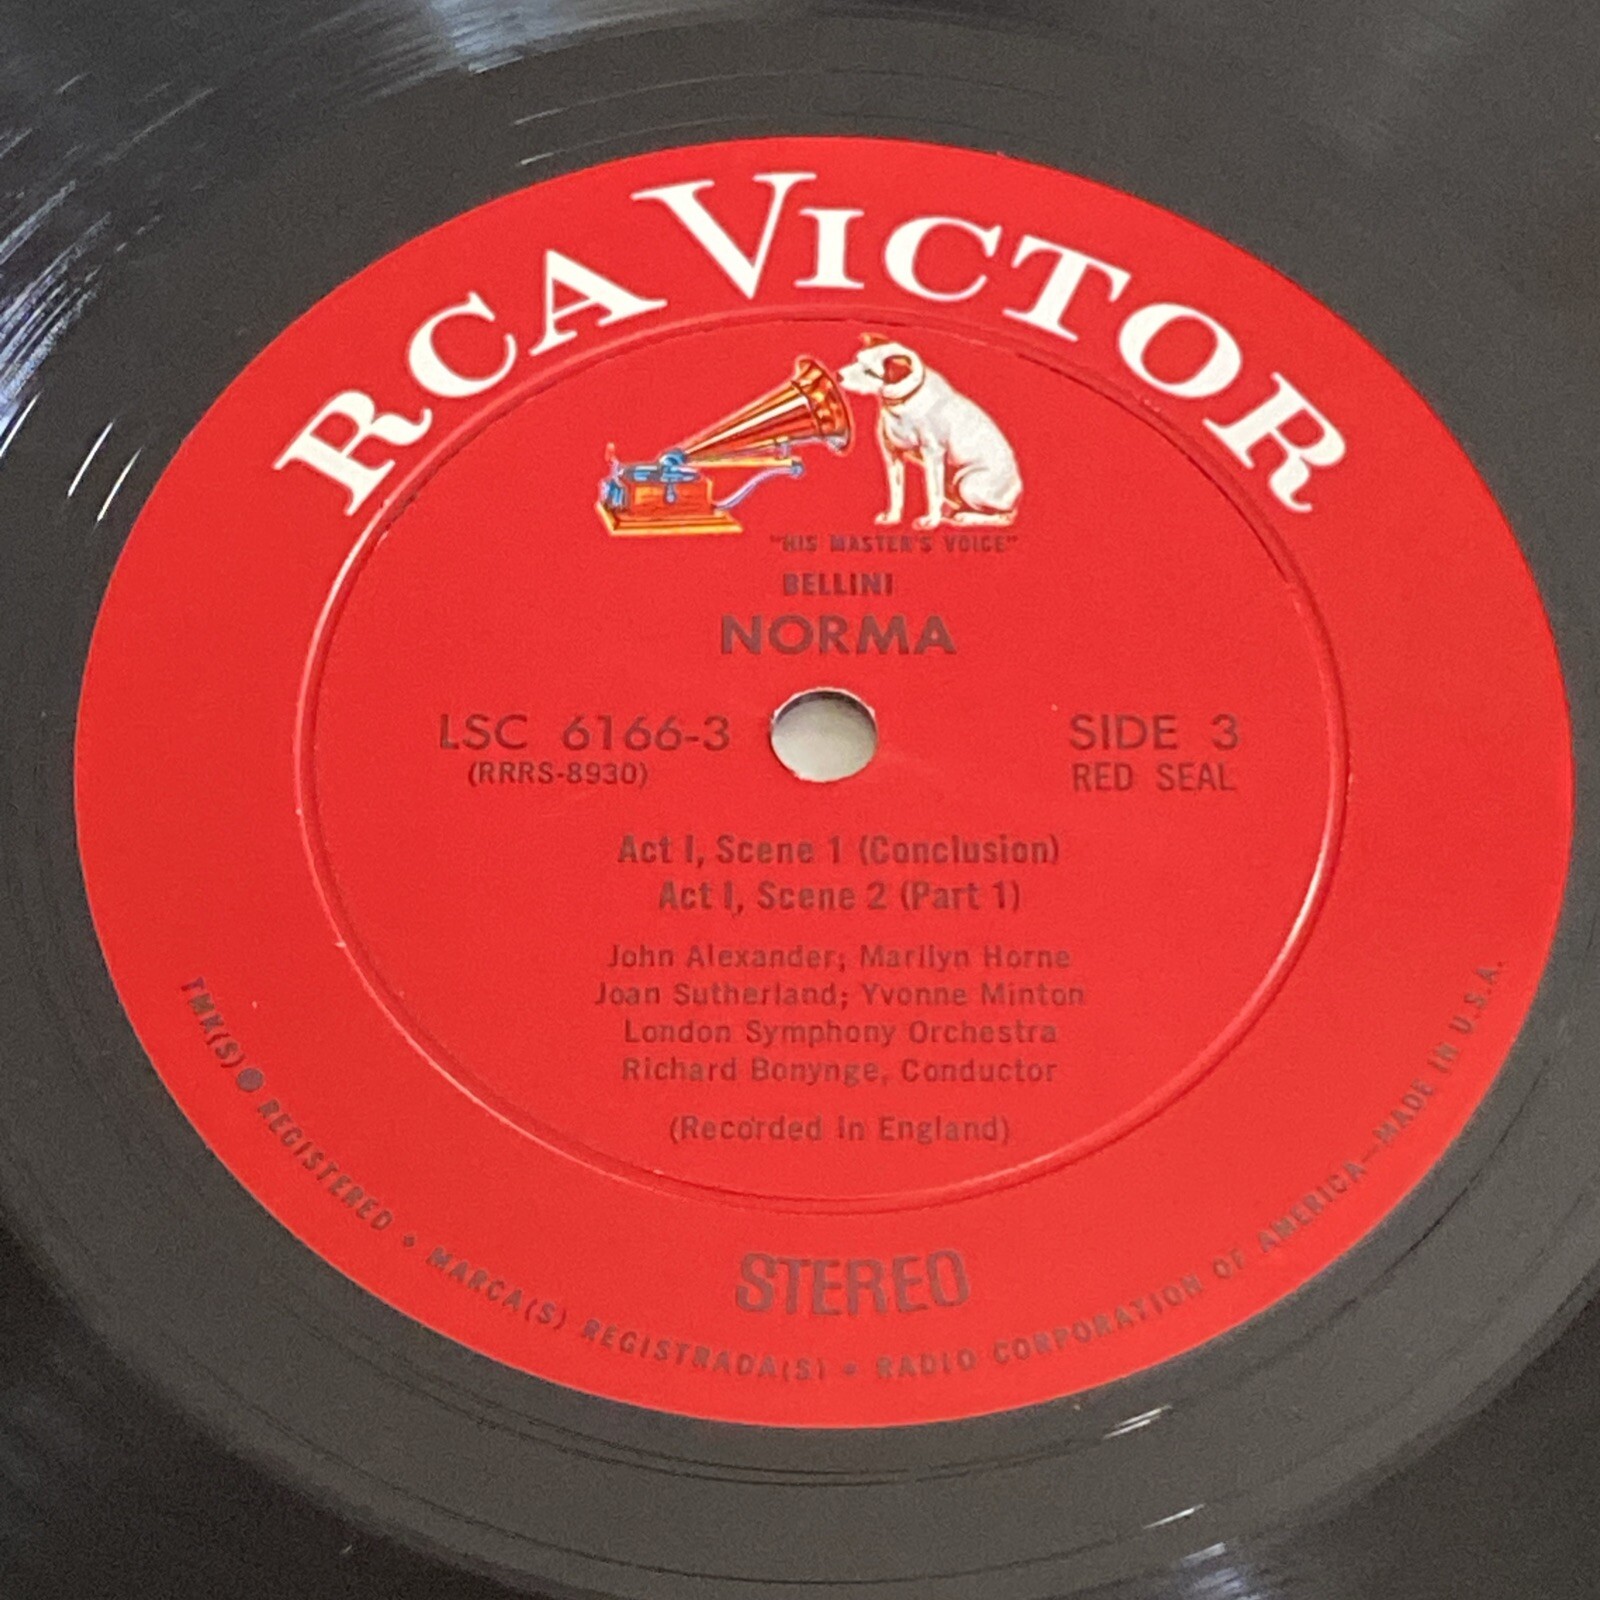 RCA VICTOR
"HIS MASTER'S VOICE"
BELLINI
NORMA
LSC 6166-3
(RRRS-8930)
SIDE 3
RED SEAL
Act I, Scene 1 (Conclusion)
Act I, Scene 2 (Part 1)
John Alexander; Marilyn Horne
Joan Sutherland; Yvonne Minton
London Symphony Orchestra
Richard Bonynge, Conductor
(Recorded in England)
STEREO
TMK(S) ® REGISTERED • MARCA(S) REGISTRADA(S) • RADIO CORPORATION OF AMERICA—MADE IN U.S.A.